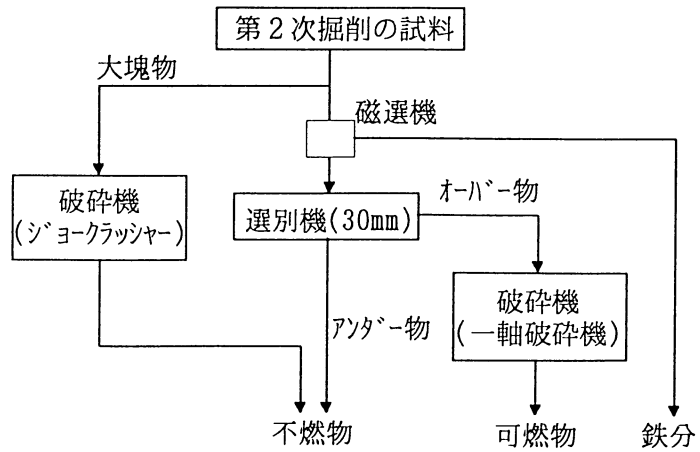 第２次掘削の試料
大塊物
磁選機
破砕機
(ｼﾞｮｰｸﾗｯｼｬｰ)
選別機(30mm)
ｵｰﾊﾞｰ物
破砕機
(一軸破砕機)
ｱﾝﾀﾞｰ物
不燃物
可燃物
鉄分